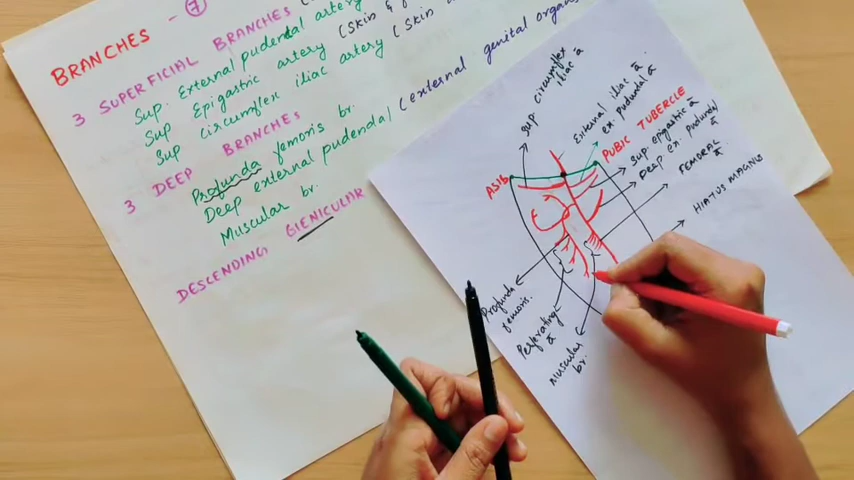 BRANCHES - 7
3 SUPERFICIAL BRANCHES
Sup. External pudendal artery
Sup Epigastric artery (skin &
Sup circumflex iliac artery (skin
3 DEEP BRANCHES
Profunda femoris br.
Deep external pudendal (external genital organs
Muscular br.
DESCENDING GIENICULAR
Sup circumflex iliac a
External iliac a
ex. pudendal a
ASIS
PUBIC TUBERCLE
Sup. epigastric a
Deep ex. pudendal a
FEMORAL a
HIATUS MAGNUS
Profunda femoris.
Perforating a
Muscular br.